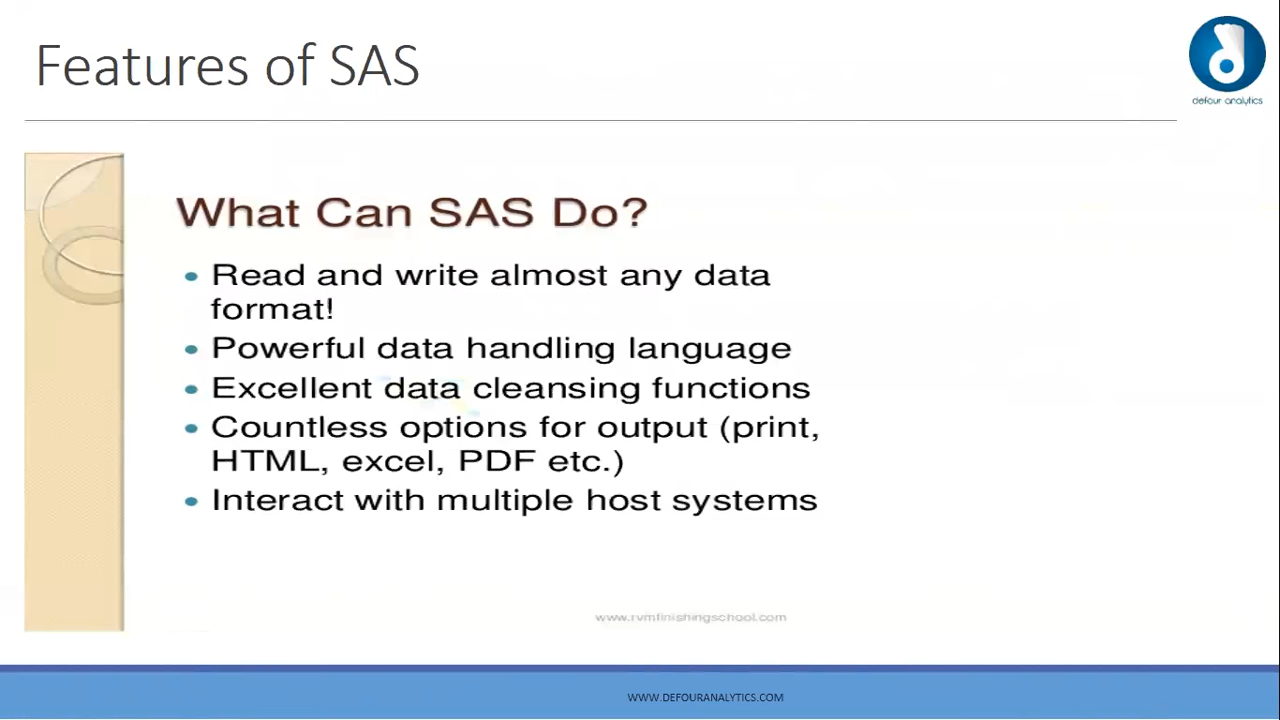 Features of SAS
defour analytics
What Can SAS Do?
• Read and write almost any data
format!
• Powerful data handling language
• Excellent data cleansing functions
• Countless options for output (print,
HTML, excel, PDF etc.)
• Interact with multiple host systems
www.rvmfinishingschool.com
WWW.DEFOURANALYTICS.COM